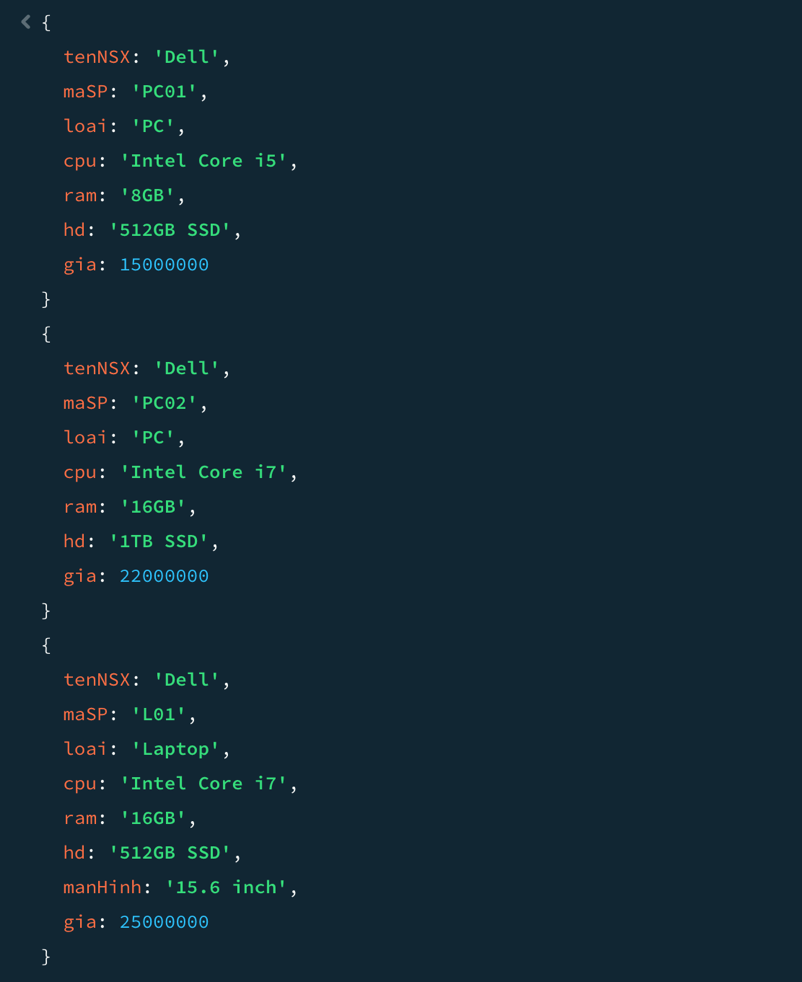 {
tenNSX: 'Dell',
maSP: 'PC01',
loai: 'PC',
cpu: 'Intel Core i5',
ram: '8GB',
hd: '512GB SSD',
gia: 15000000
}
{
tenNSX: 'Dell',
maSP: 'PC02',
loai: 'PC',
cpu: 'Intel Core i7',
ram: '16GB',
hd: '1TB SSD',
gia: 22000000
}
{
tenNSX: 'Dell',
maSP: 'L01',
loai: 'Laptop',
cpu: 'Intel Core i7',
ram: '16GB',
hd: '512GB SSD',
manHinh: '15.6 inch',
gia: 25000000
}